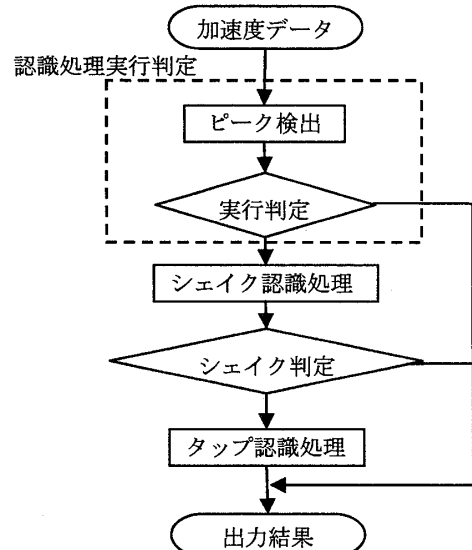 加速度データ
認識処理実行判定
ピーク検出
実行判定
シェイク認識処理
シェイク判定
タップ認識処理
出力結果